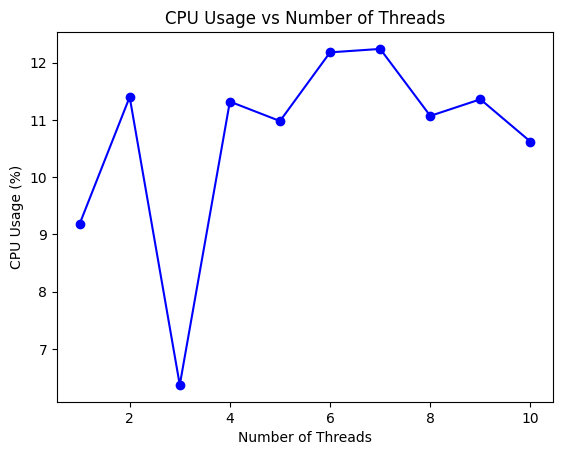 CPU Usage vs Number of Threads
CPU Usage (%)
12
11
10
9
8
7
2 4 6 8 10
Number of Threads